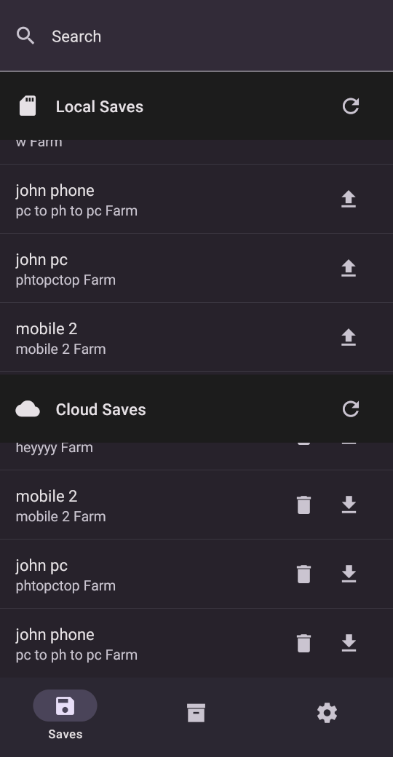 Search
Local Saves
w Farm
john phone
pc to ph to pc Farm
john pc
phtopctop Farm
mobile 2
mobile 2 Farm
Cloud Saves
heyyyy Farm
mobile 2
mobile 2 Farm
john pc
phtopctop Farm
john phone
pc to ph to pc Farm
Saves